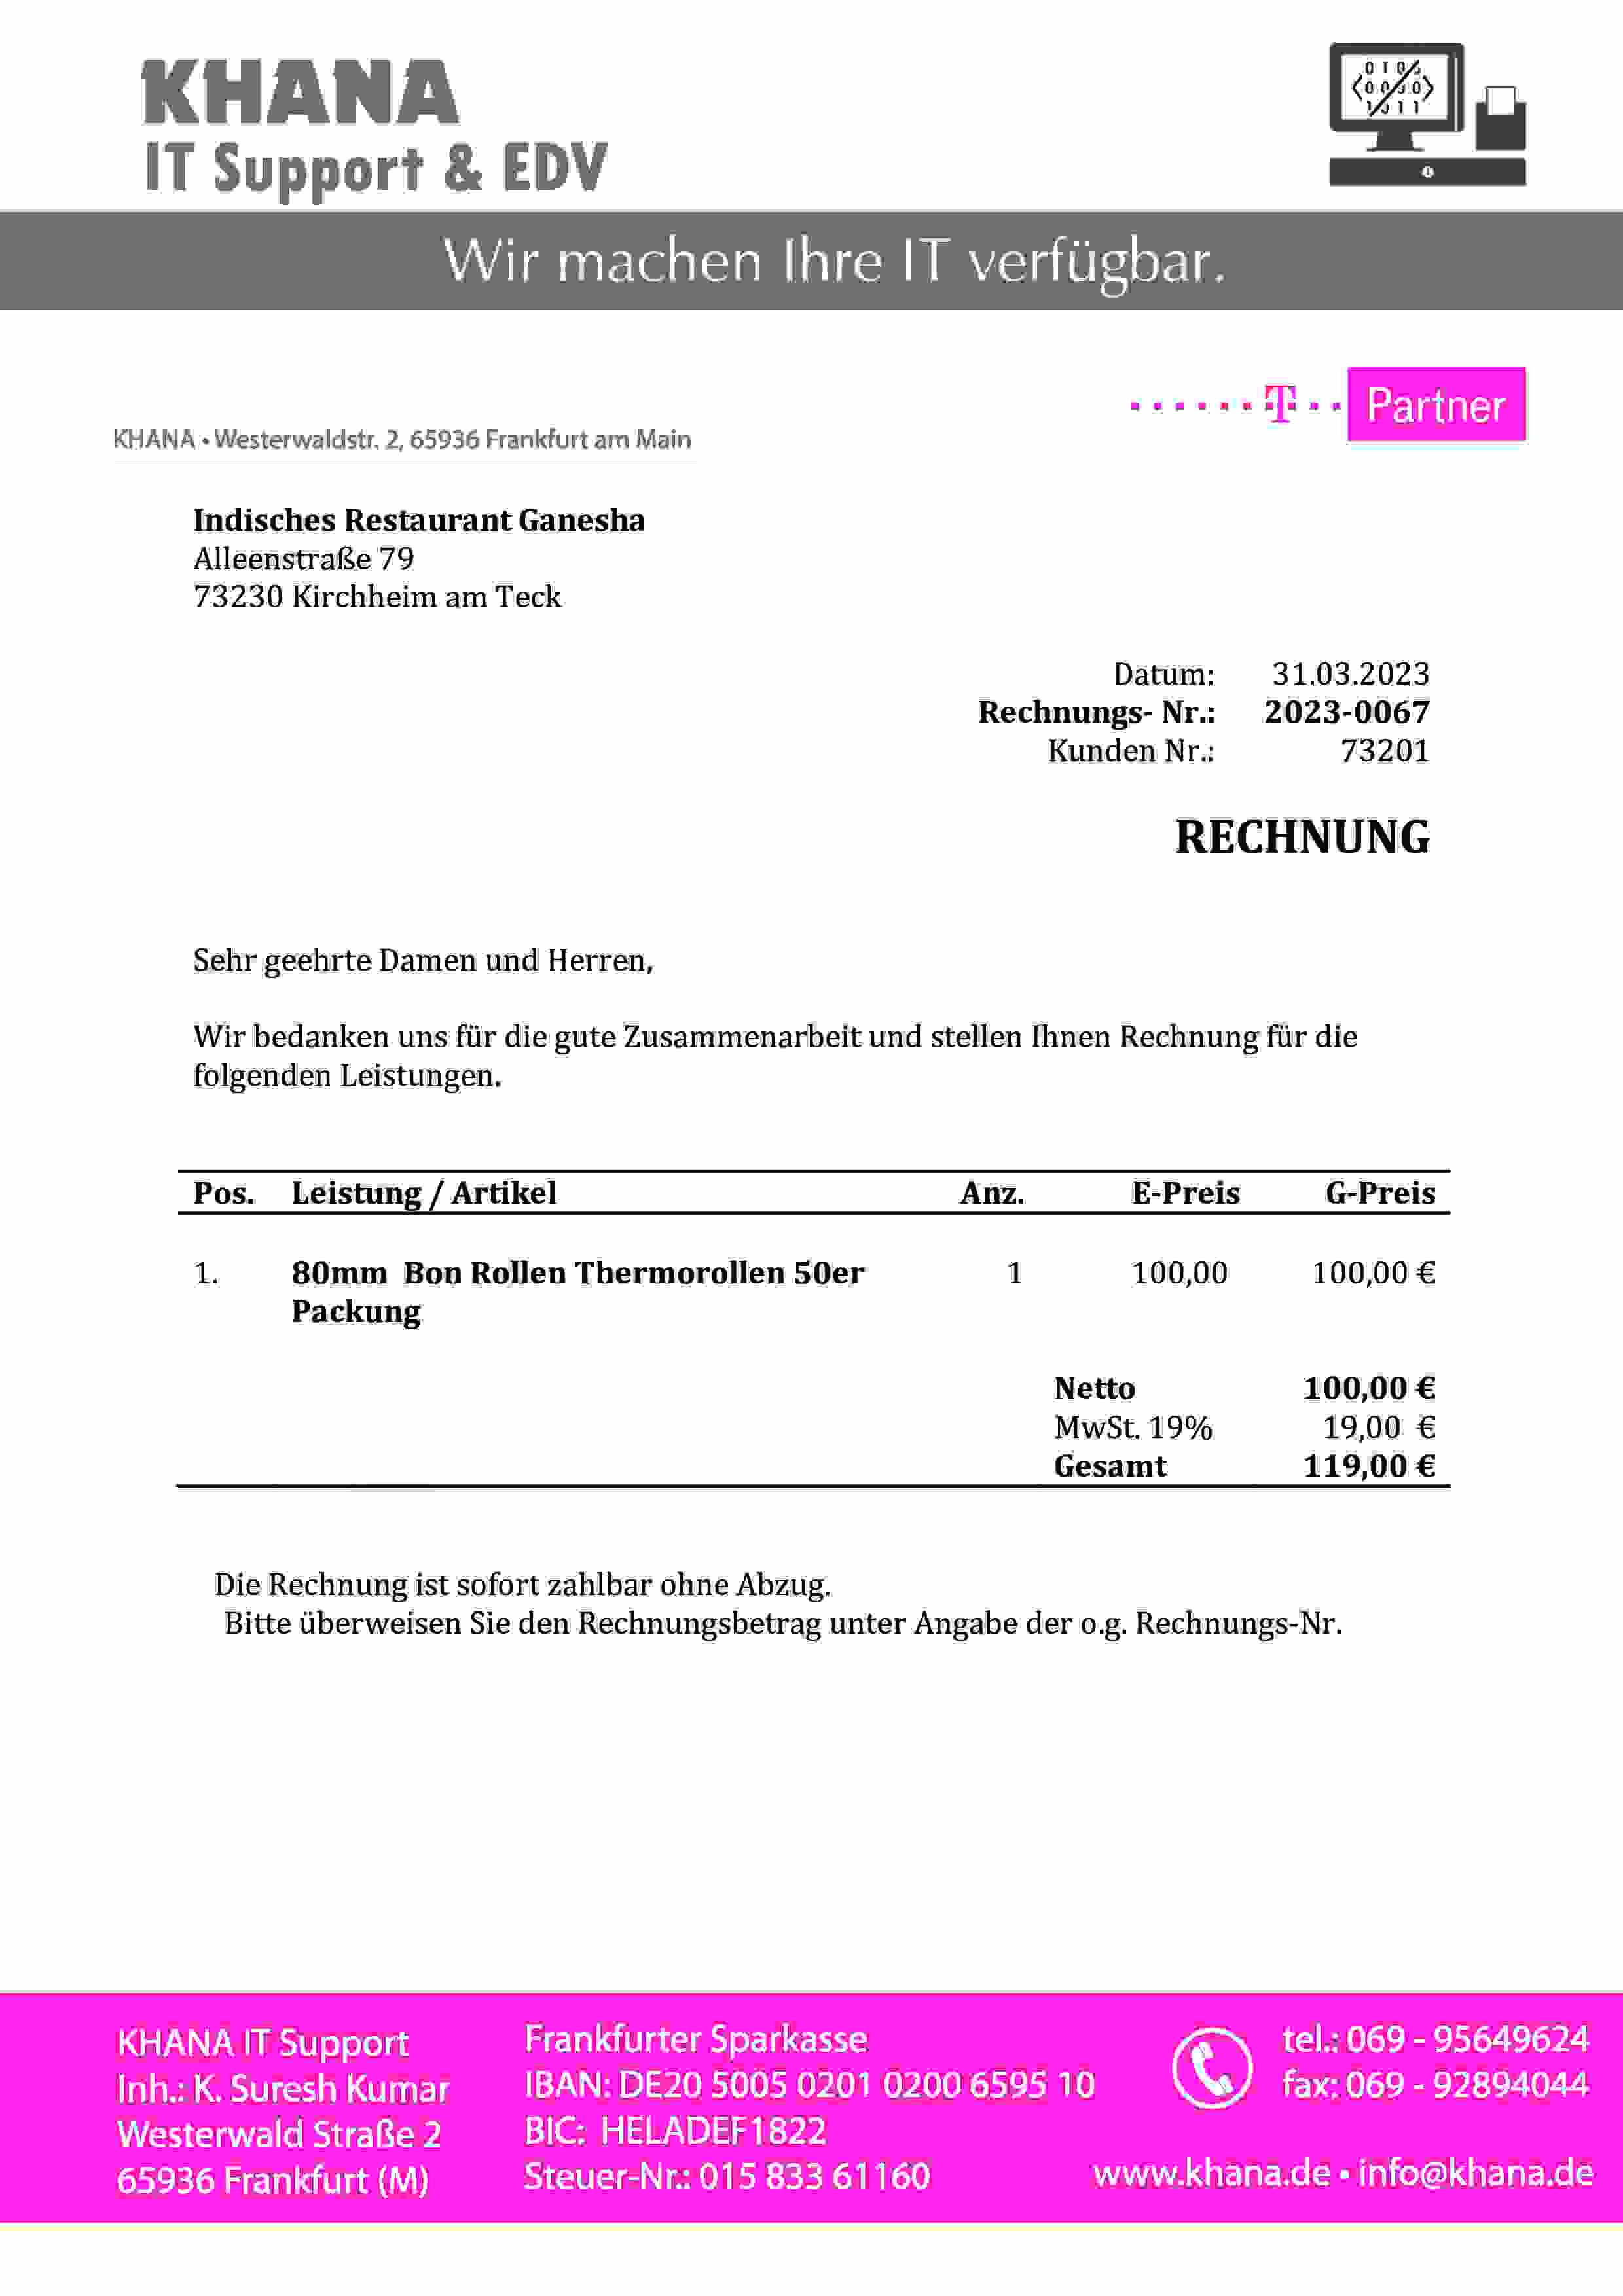 KHANA
IT Support & EDV
Wir machen Ihre IT verfügbar.
T Partner
KHANA • Westerwaldstr. 2, 65936 Frankfurt am Main
Indisches Restaurant Ganesha
Alleenstraße 79
73230 Kirchheim am Teck
Datum: 31.03.2023
Rechnungs- Nr.: 2023-0067
Kunden Nr.: 73201
RECHNUNG
Sehr geehrte Damen und Herren,
Wir bedanken uns für die gute Zusammenarbeit und stellen Ihnen Rechnung für die
folgenden Leistungen.
Pos. Leistung / Artikel Anz. E-Preis G-Preis
1. 80mm Bon Rollen Thermorollen 50er 1 100,00 100,00 €
Packung
Netto 100,00 €
MwSt. 19% 19,00 €
Gesamt 119,00 €
Die Rechnung ist sofort zahlbar ohne Abzug.
Bitte überweisen Sie den Rechnungsbetrag unter Angabe der o.g. Rechnungs-Nr.
KHANA IT Support
Inh.: K. Suresh Kumar
Westerwald Straße 2
65936 Frankfurt (M)
Frankfurter Sparkasse
IBAN: DE20 5005 0201 0200 6595 10
BIC: HELADEF1822
Steuer-Nr.: 015 833 61160
tel.: 069 - 95649624
fax: 069 - 92894044
www.khana.de • info@khana.de